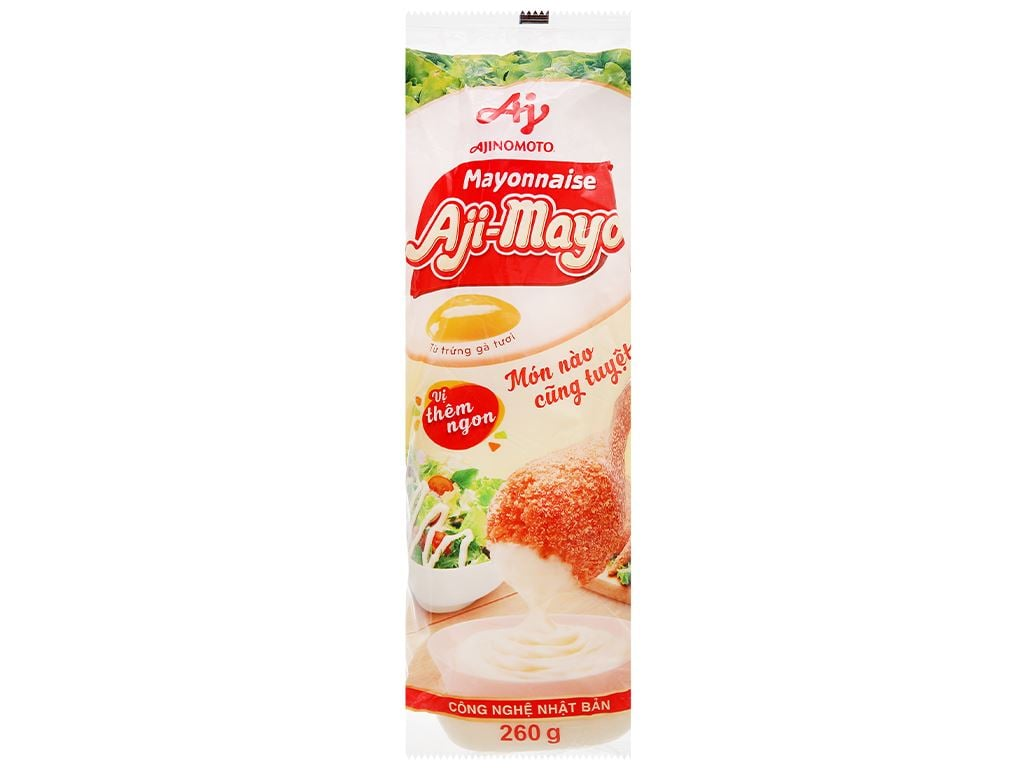 Aj
AJINOMOTO
Mayonnaise
Aji-Mayo
Từ trứng gà tươi
Món nào
cũng tuyệt
Vị
thêm
ngon
CÔNG NGHỆ NHẬT BẢN
260 g